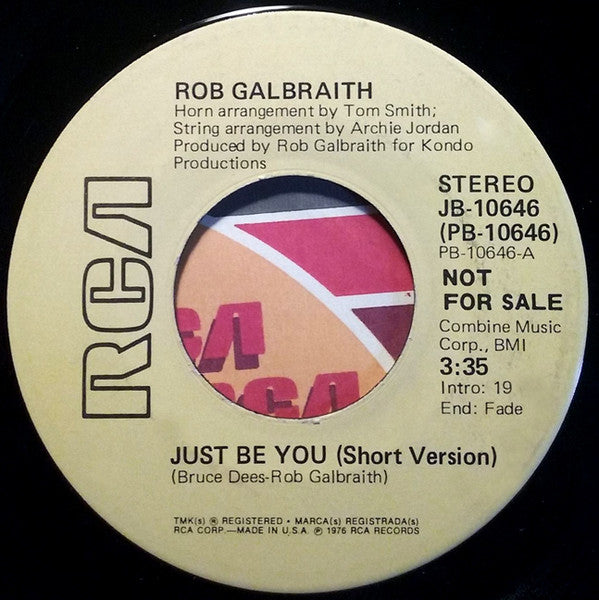 ROB GALBRAITH
Horn arrangement by Tom Smith;
String arrangement by Archie Jordan
Produced by Rob Galbraith for Kondo
Productions
RCA
STEREO
JB-10646
(PB-10646)
PB-10646-A
NOT
FOR SALE
Combine Music
Corp., BMI
3:35
Intro: 19
End: Fade
RCA
JUST BE YOU (Short Version)
(Bruce Dees-Rob Galbraith)
TMK(s) ® REGISTERED • MARCA(s) REGISTRADA(s)
RCA CORP.—MADE IN U.S.A. ℗ 1976 RCA RECORDS